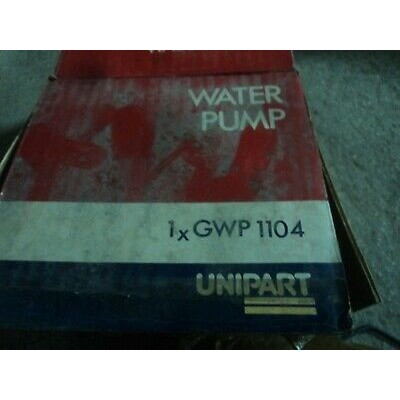 WATER
PUMP
1x GWP 1104
UNIPART